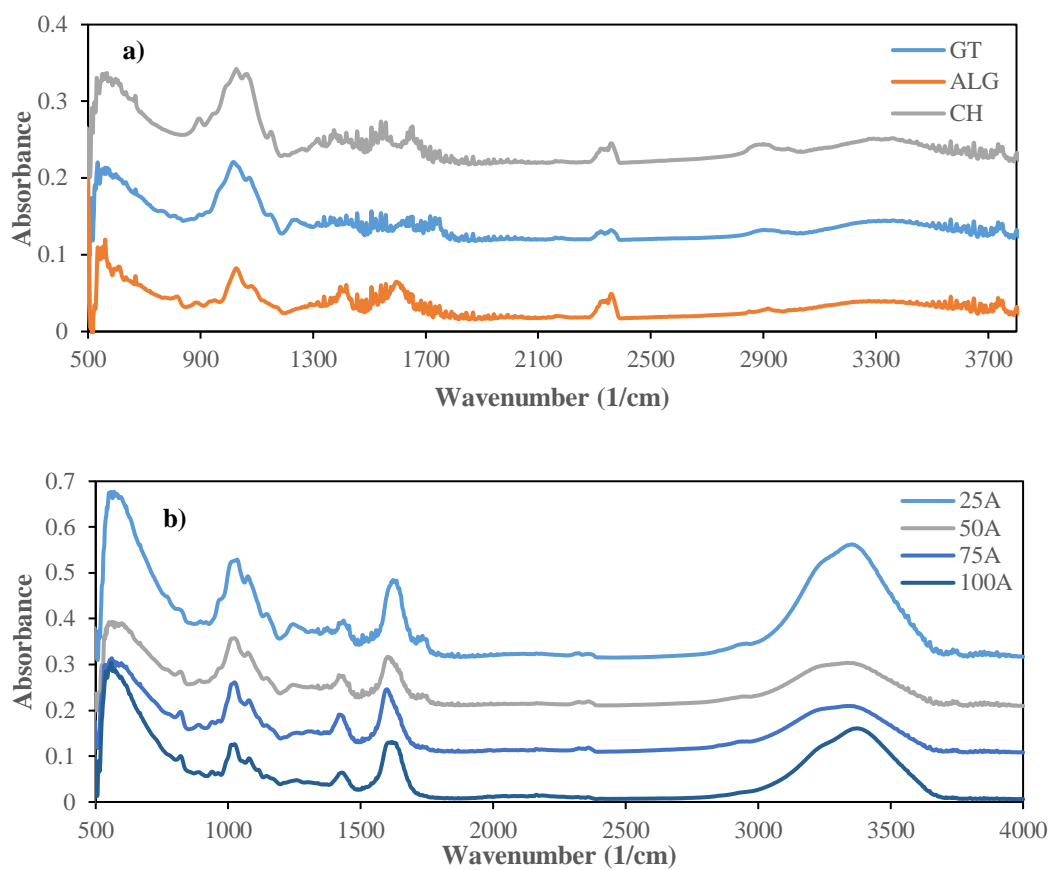 a)
GT
ALG
CH
Absorbance
0.4
0.3
0.2
0.1
0
500 900 1300 1700 2100 2500 2900 3300 3700
Wavenumber (1/cm)
b)
25A
50A
75A
100A
Absorbance
0.7
0.6
0.5
0.4
0.3
0.2
0.1
0
500 1000 1500 2000 2500 3000 3500 4000
Wavenumber (1/cm)